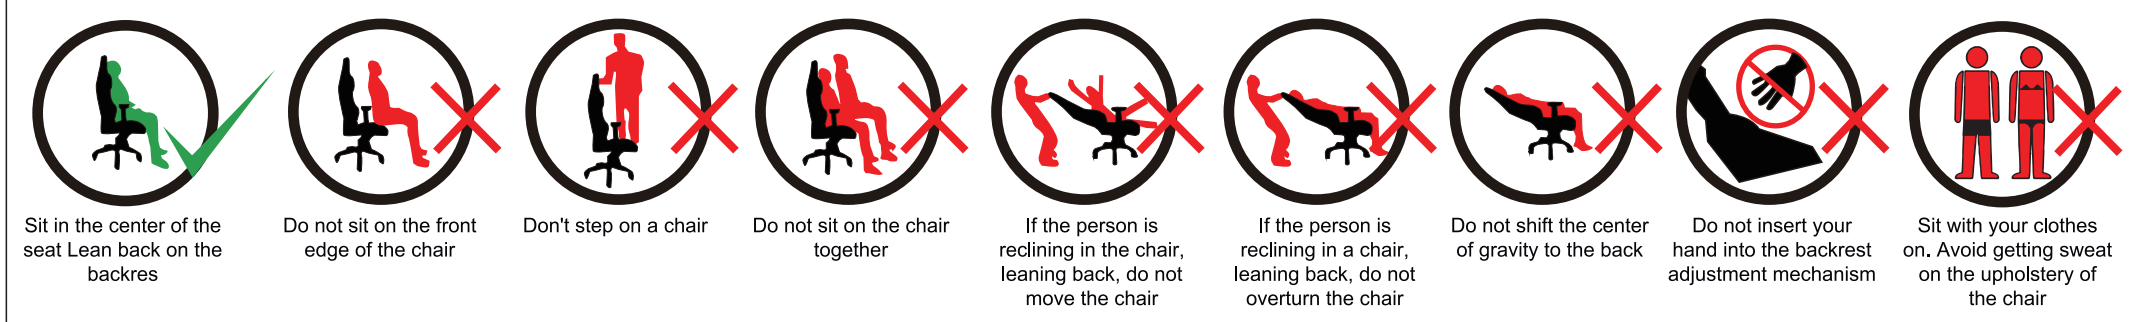 Sit in the center of the
seat Lean back on the
backres
Do not sit on the front
edge of the chair
Don't step on a chair
Do not sit on the chair
together
If the person is
reclining in the chair,
leaning back, do not
move the chair
If the person is
reclining in a chair,
leaning back, do not
overturn the chair
Do not shift the center
of gravity to the back
Do not insert your
hand into the backrest
adjustment mechanism
Sit with your clothes
on. Avoid getting sweat
on the upholstery of
the chair